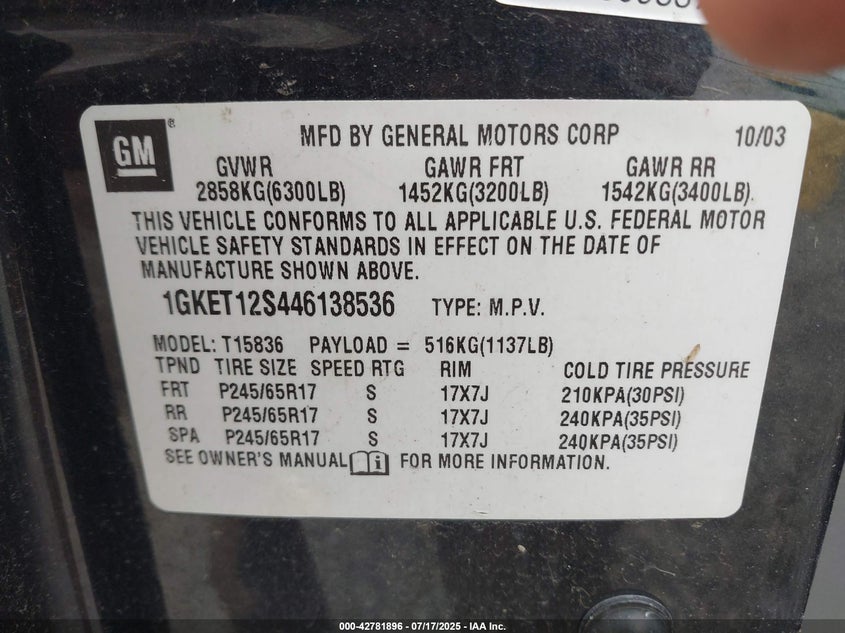 GM®
MFD BY GENERAL MOTORS CORP 10/03
GVWR GAWR FRT GAWR RR
2858KG(6300LB) 1452KG(3200LB) 1542KG(3400LB)
THIS VEHICLE CONFORMS TO ALL APPLICABLE U.S. FEDERAL MOTOR
VEHICLE SAFETY STANDARDS IN EFFECT ON THE DATE OF
MANUFACTURE SHOWN ABOVE.
1GKET12S446138536 TYPE: M.P.V.
MODEL: T15836 PAYLOAD = 516KG(1137LB)
TPND TIRE SIZE SPEED RTG RIM COLD TIRE PRESSURE
FRT P245/65R17 S 17X7J 210KPA(30PSI)
RR P245/65R17 S 17X7J 240KPA(35PSI)
SPA P245/65R17 S 17X7J 240KPA(35PSI)
SEE OWNER'S MANUAL i FOR MORE INFORMATION.
000-42781896 - 07/17/2025 - IAA Inc.